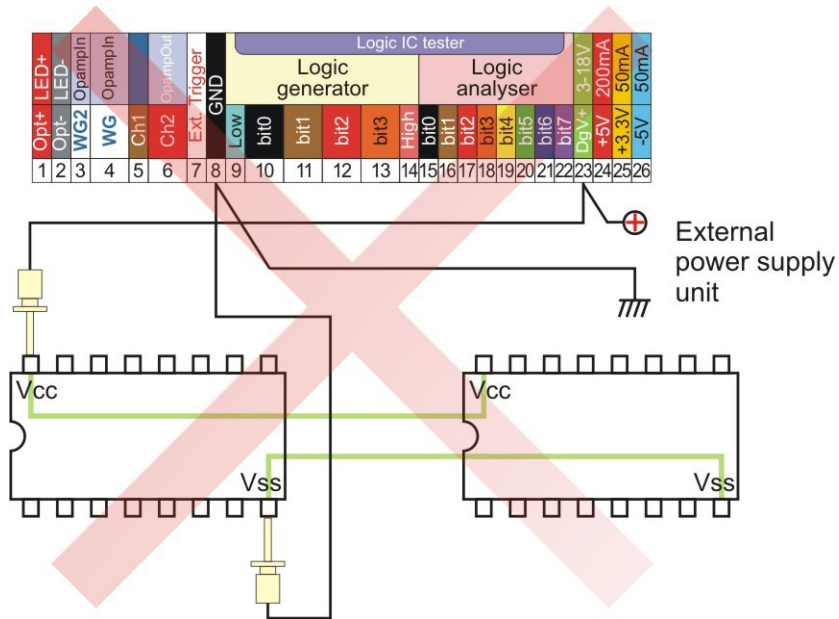 Logic IC tester
Logic generator
Logic analyser
LED+ LED- OpampIn OpampIn OpampOut Ext. Trigger GND 3-18V 200mA 50mA 50mA
Opt+ Opt- WG2 WG Ch1 Ch2 Low bit0 bit1 bit2 bit3 High bit0 bit1 bit2 bit3 bit4 bit5 bit6 bit7 DgV+ +5V +3.3V -5V
1 2 3 4 5 6 7 8 9 10 11 12 13 14 15 16 17 18 19 20 21 22 23 24 25 26
External
power supply
unit
Vcc
Vcc
Vss
Vss